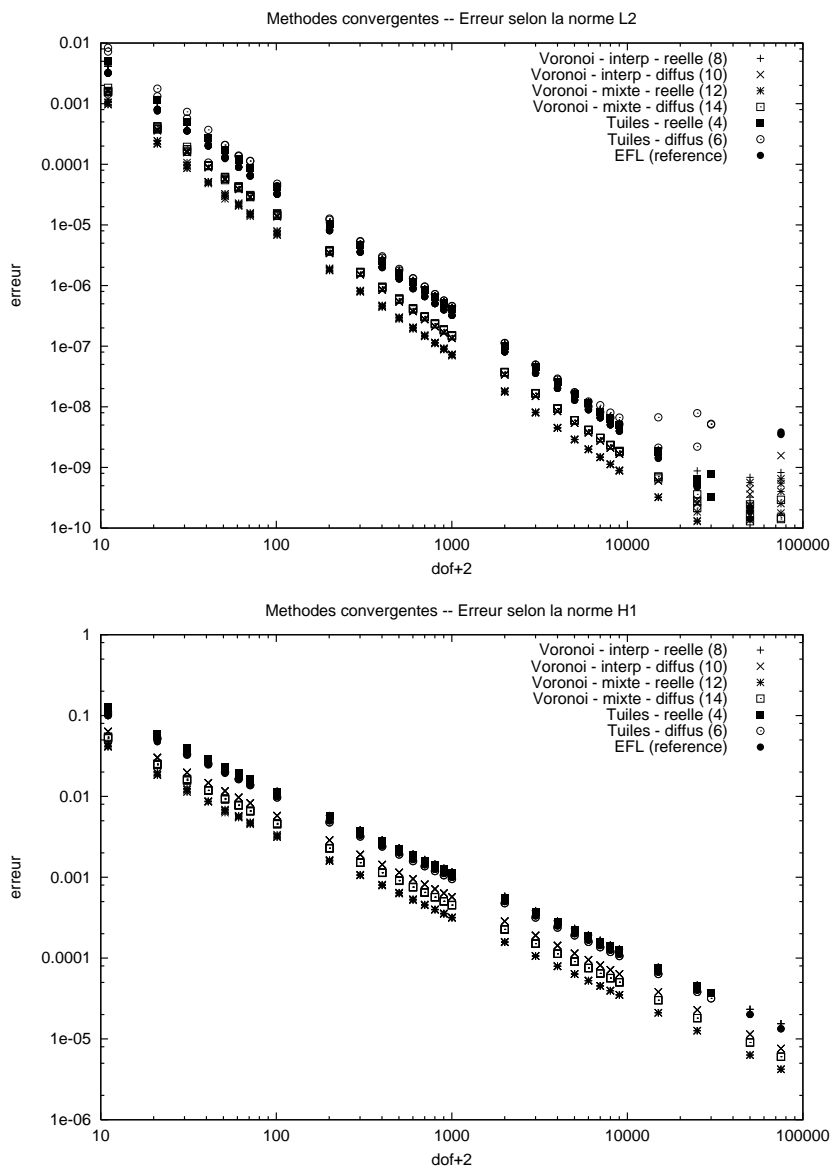 Methodes convergentes -- Erreur selon la norme L2
0.01
0.001
0.0001
1e-05
1e-06
1e-07
1e-08
1e-09
1e-10
erreur
Voronoi - interp - reelle (8)
Voronoi - interp - diffus (10)
Voronoi - mixte - reelle (12)
Voronoi - mixte - diffus (14)
Tuiles - reelle (4)
Tuiles - diffus (6)
EFL (reference)
10 100 1000 10000 100000
dof+2
Methodes convergentes -- Erreur selon la norme H1
1
0.1
0.01
0.001
0.0001
1e-05
1e-06
erreur
Voronoi - interp - reelle (8)
Voronoi - interp - diffus (10)
Voronoi - mixte - reelle (12)
Voronoi - mixte - diffus (14)
Tuiles - reelle (4)
Tuiles - diffus (6)
EFL (reference)
10 100 1000 10000 100000
dof+2